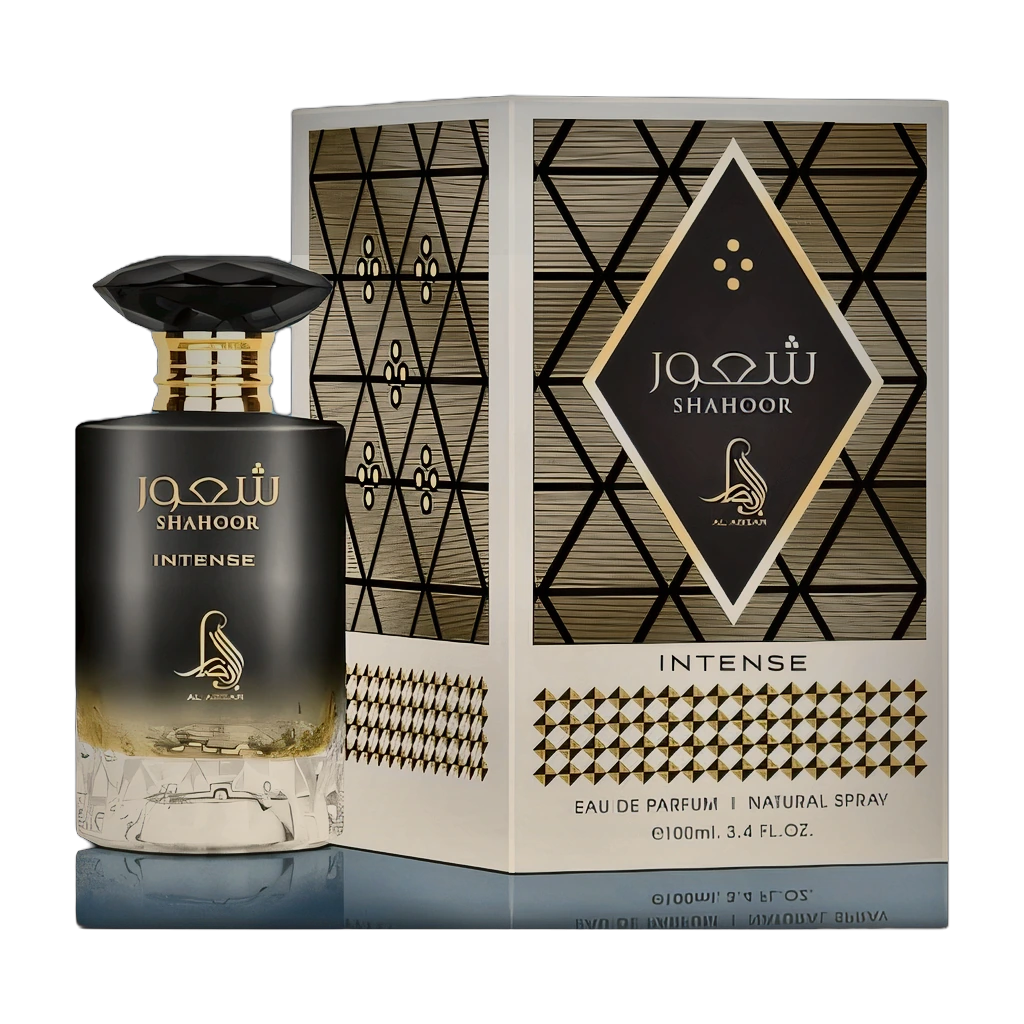 شعور
SHAHOOR
INTENSE
شعور
SHAHOOR
INTENSE
EAU DE PARFUM | NATURAL SPRAY
℮100ml. 3.4 FL.OZ.